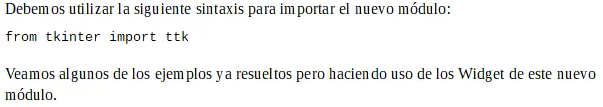 Debemos utilizar la siguiente sintaxis para importar el nuevo módulo:
from tkinter import ttk
Veamos algunos de los ejemplos ya resueltos pero haciendo uso de los Widget de este nuevo
módulo.